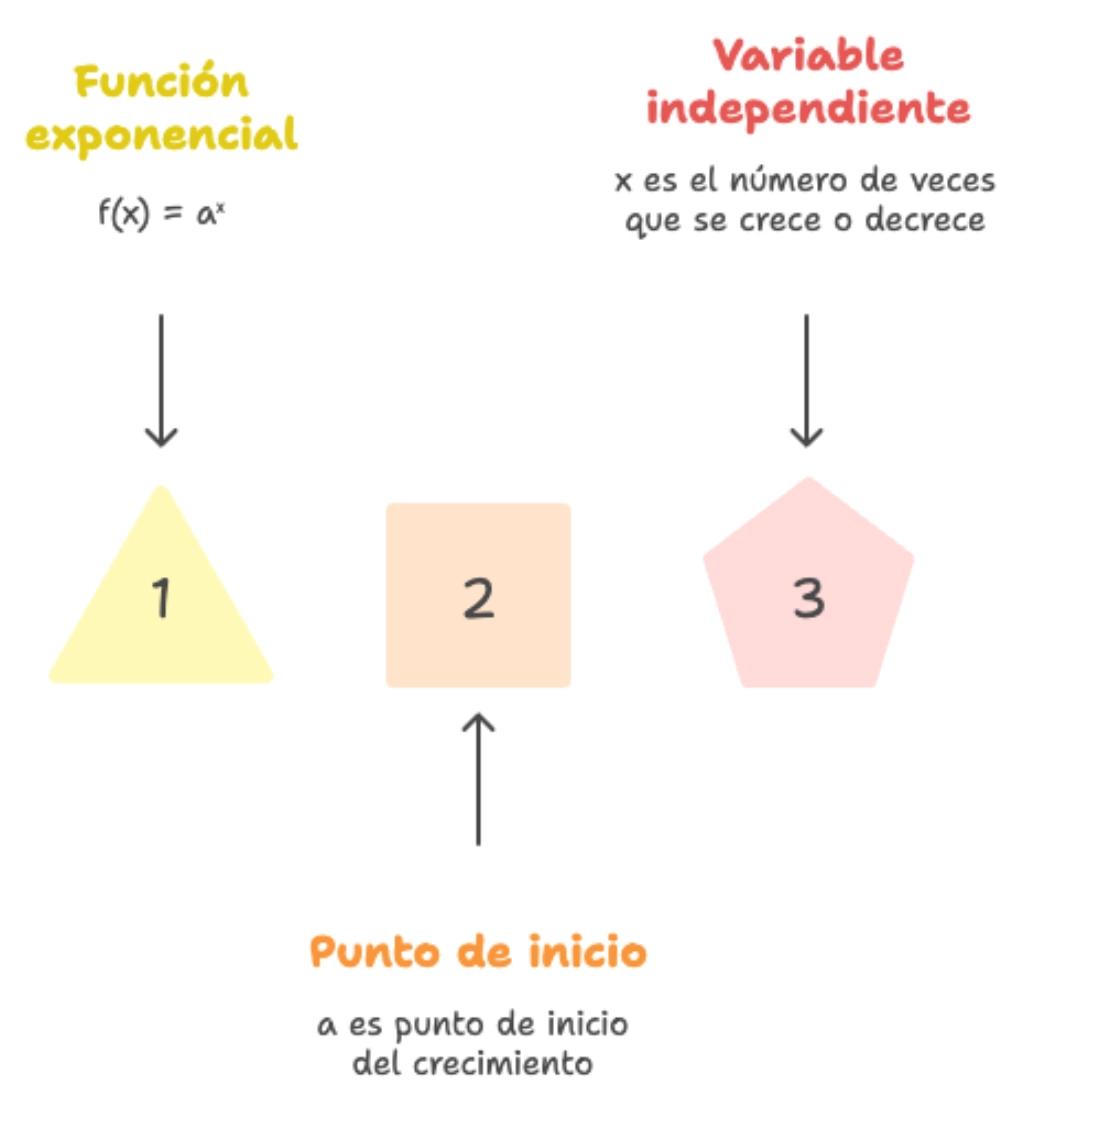 Función
exponencial
f(x) = aˣ
Variable
independiente
x es el número de veces
que se crece o decrece
1
2
3
Punto de inicio
a es punto de inicio
del crecimiento